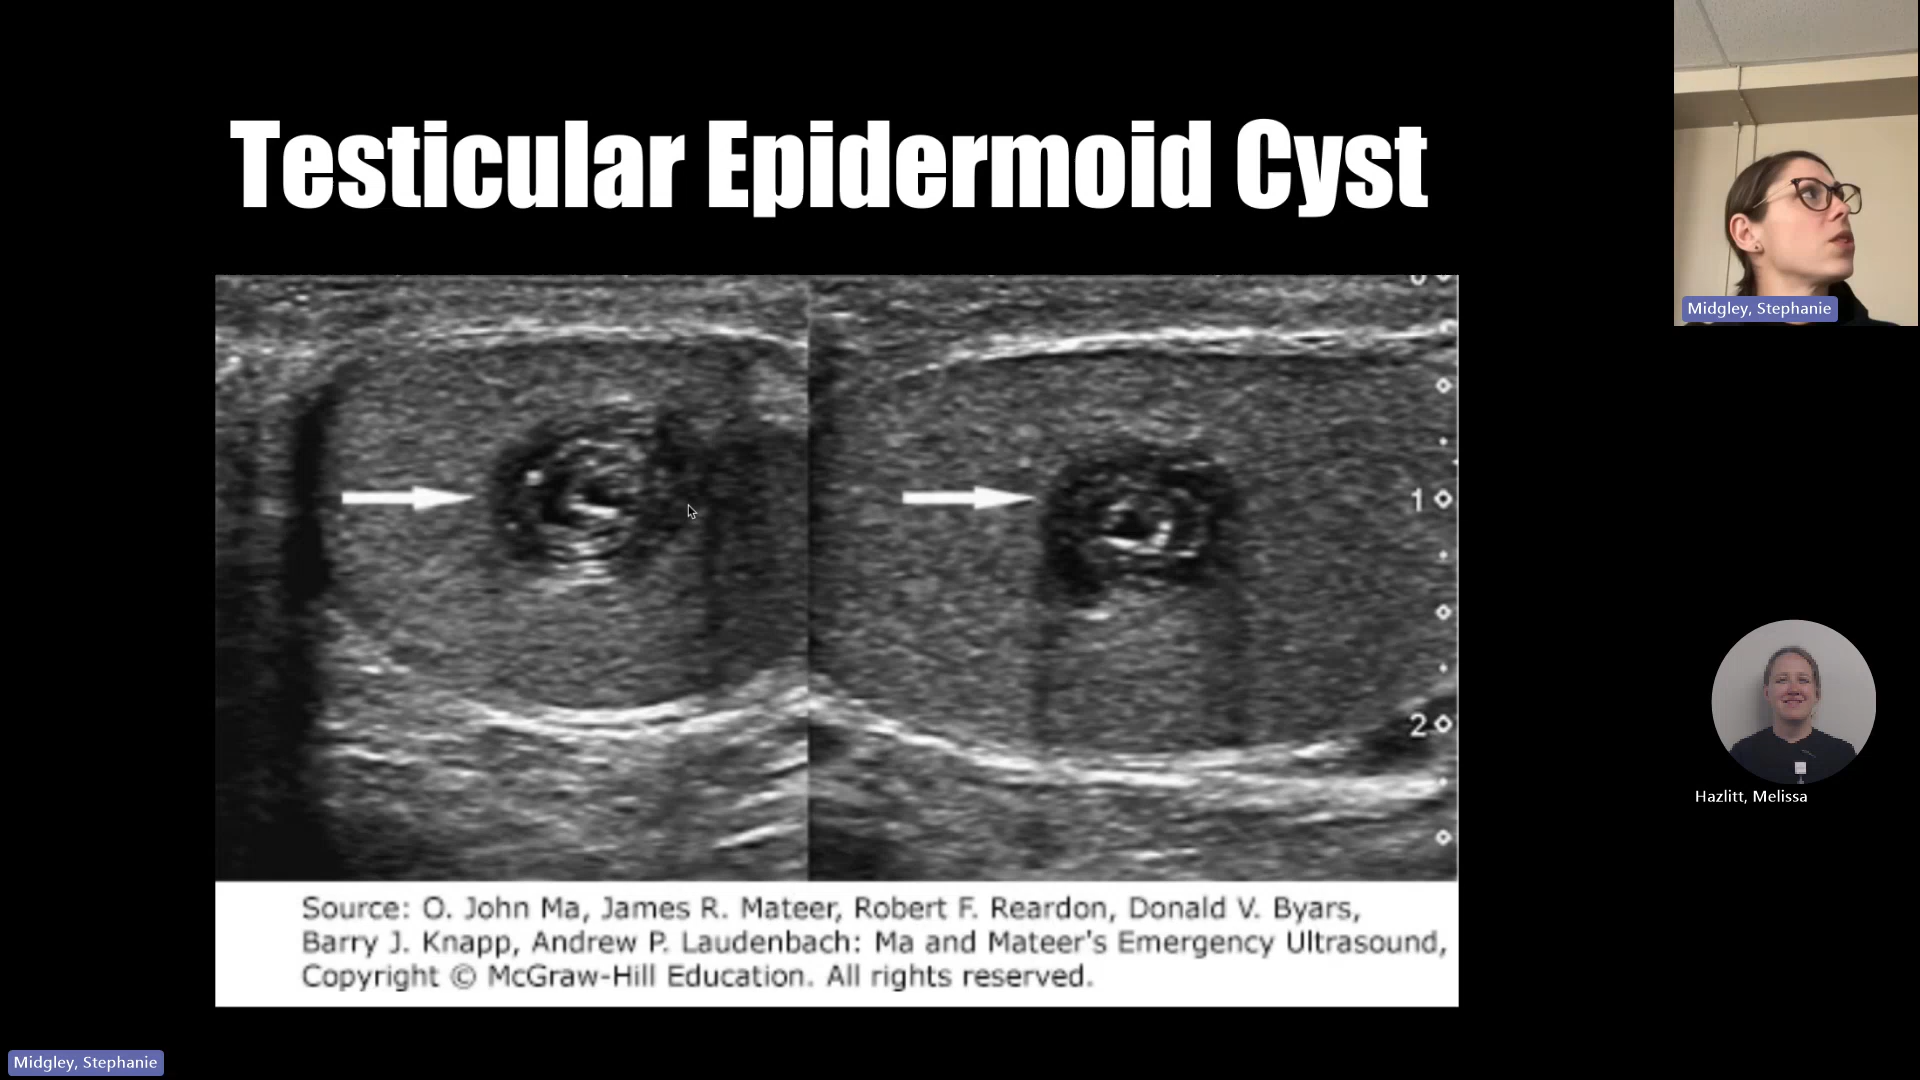 Testicular Epidermoid Cyst
Midgley, Stephanie
0
1
2
Hazlitt, Melissa
Source: O. John Ma, James R. Mateer, Robert F. Reardon, Donald V. Byars,
Barry J. Knapp, Andrew P. Laudenbach: Ma and Mateer's Emergency Ultrasound,
Copyright © McGraw-Hill Education. All rights reserved.
Midgley, Stephanie